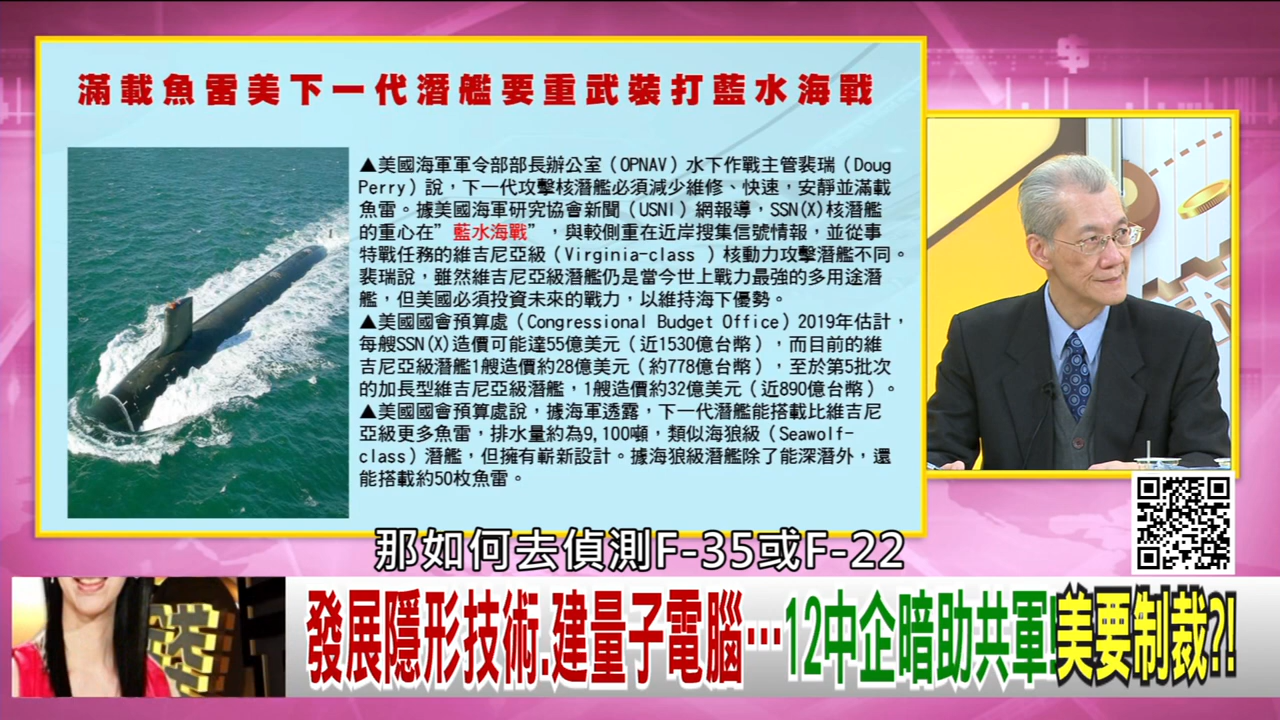 滿載魚雷美下一代潛艦要重武裝打藍水海戰
▲美國海軍軍令部部長辦公室（OPNAV）水下作戰主管裴瑞（Doug
Perry）說，下一代攻擊核潛艦必須減少維修、快速，安靜並滿載
魚雷。據美國海軍研究協會新聞（USNI）網報導，SSN(X)核潛艦
的重心在”藍水海戰”，與較側重在近岸搜集信號情報，並從事
特戰任務的維吉尼亞級（Virginia-class ）核動力攻擊潛艦不同。
裴瑞說，雖然維吉尼亞級潛艦仍是當今世上戰力最強的多用途潛
艦，但美國必須投資未來的戰力，以維持海下優勢。
▲美國國會預算處（Congressional Budget Office）2019年估計，
每艘SSN(X)造價可能達55億美元（近1530億台幣），而目前的維
吉尼亞級潛艦1艘造價約28億美元（約778億台幣），至於第5批次
的加長型維吉尼亞級潛艦，1艘造價約32億美元（近890億台幣）。
▲美國國會預算處說，據海軍透露，下一代潛艦能搭載比維吉尼
亞級更多魚雷，排水量約為9,100噸，類似海狼級（Seawolf-
class）潛艦，但擁有嶄新設計。據海狼級潛艦除了能深潛外，還
能搭載約50枚魚雷。
那如何去偵測F-35或F-22
發展隱形技術.建量子電腦…12中企暗助共軍!美要制裁?!